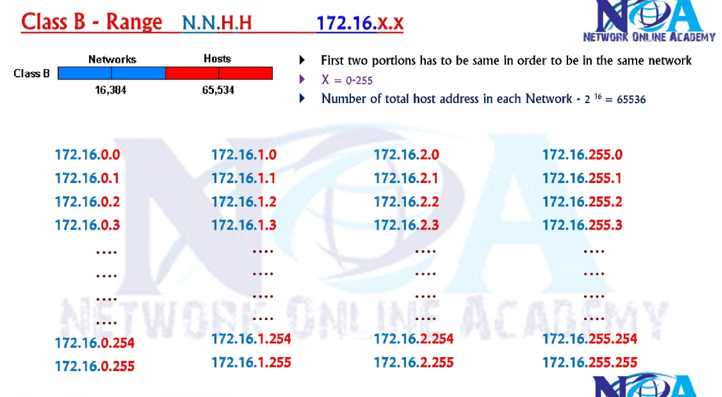 Class B - Range N.N.H.H 172.16.X.X
NOA
NETWORK ONLINE ACADEMY
Networks Hosts
Class B
16,384 65,534
First two portions has to be same in order to be in the same network
X = 0-255
Number of total host address in each Network - 2 16 = 65536
172.16.0.0 172.16.1.0 172.16.2.0 172.16.255.0
172.16.0.1 172.16.1.1 172.16.2.1 172.16.255.1
172.16.0.2 172.16.1.2 172.16.2.2 172.16.255.2
172.16.0.3 172.16.1.3 172.16.2.3 172.16.255.3
.... .... .... ....
.... .... .... ....
.... .... .... ....
.... .... .... ....
172.16.0.254 172.16.1.254 172.16.2.254 172.16.255.254
172.16.0.255 172.16.1.255 172.16.2.255 172.16.255.255
NOA
NETWORK ONLINE ACADEMY
NOA